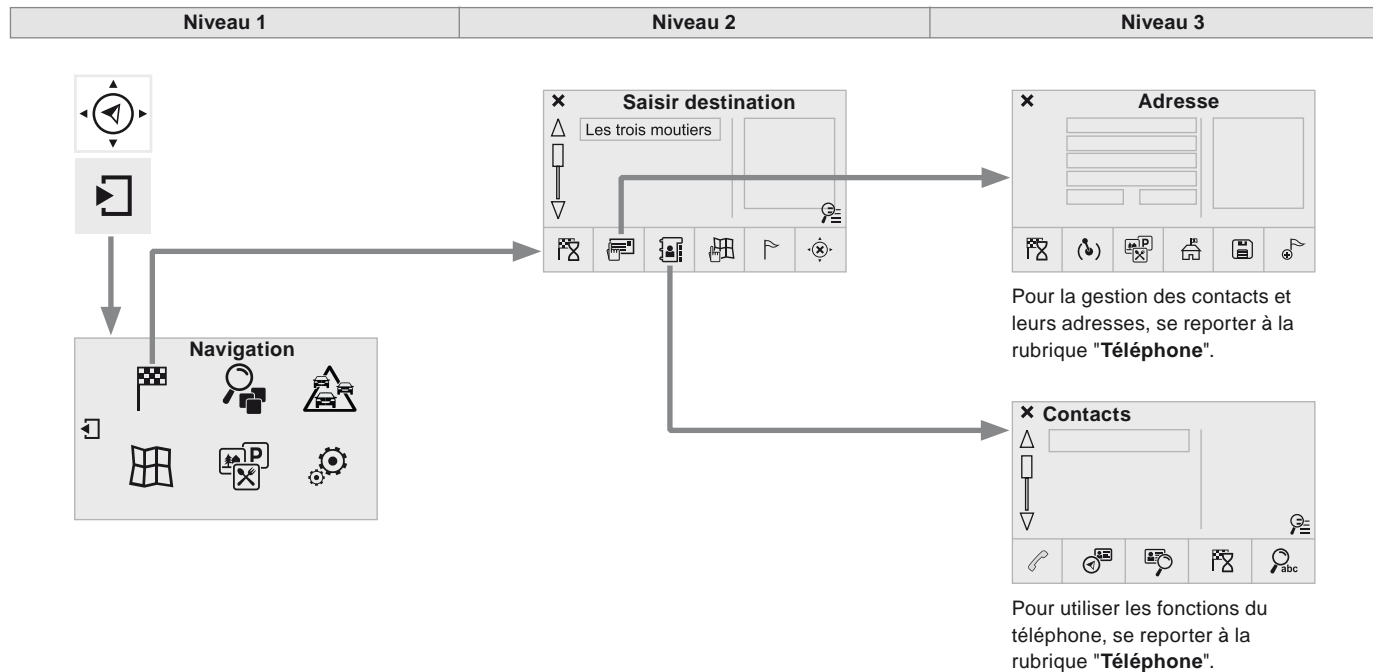 Niveau 1
Niveau 2
Niveau 3
Navigation
P
Saisir destination
Les trois moutiers
Adresse
P
Pour la gestion des contacts et
leurs adresses, se reporter à la
rubrique "Téléphone".
Contacts
abc
Pour utiliser les fonctions du
téléphone, se reporter à la
rubrique "Téléphone".